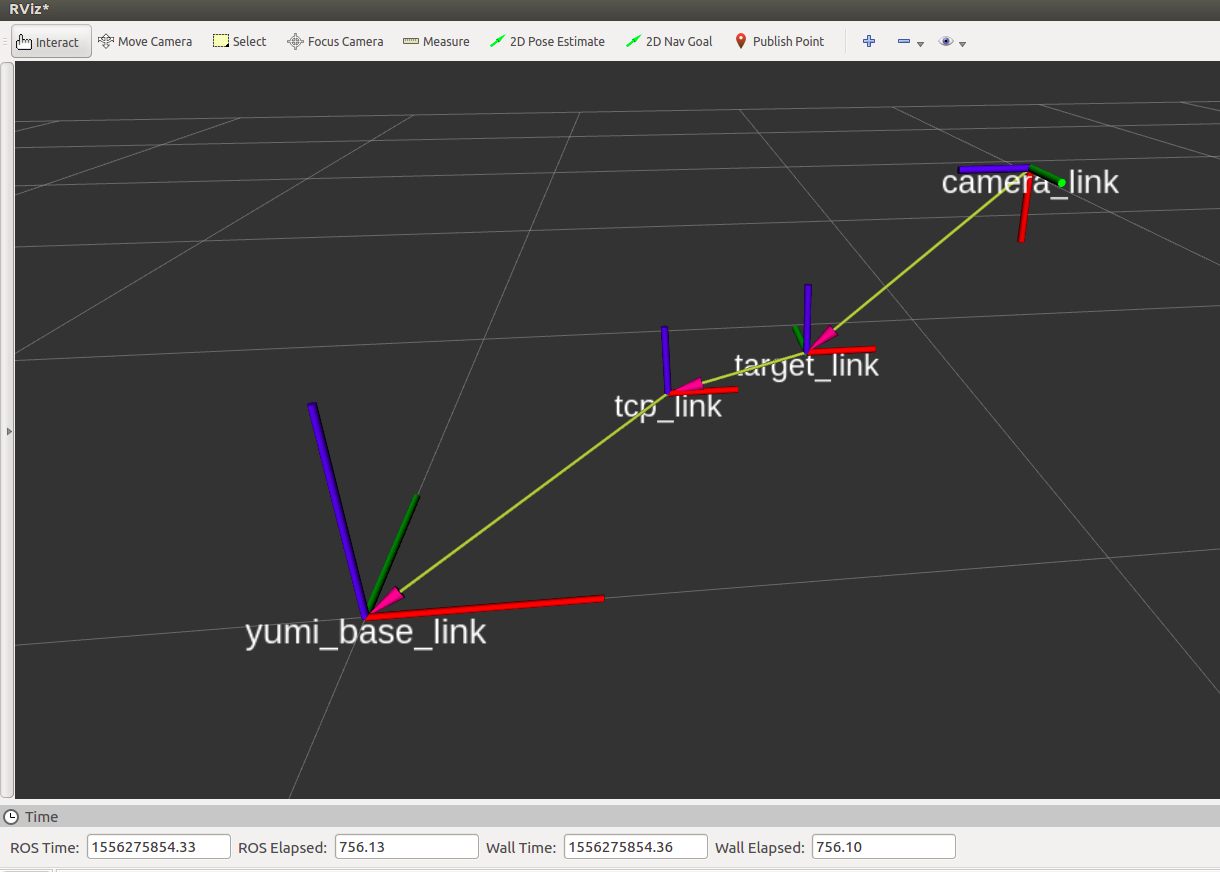 RViz*
Interact Move Camera Select Focus Camera Measure 2D Pose Estimate 2D Nav Goal Publish Point
camera_link
target_link
tcp_link
yumi_base_link
Time
ROS Time: 1556275854.33 ROS Elapsed: 756.13 Wall Time: 1556275854.36 Wall Elapsed: 756.10